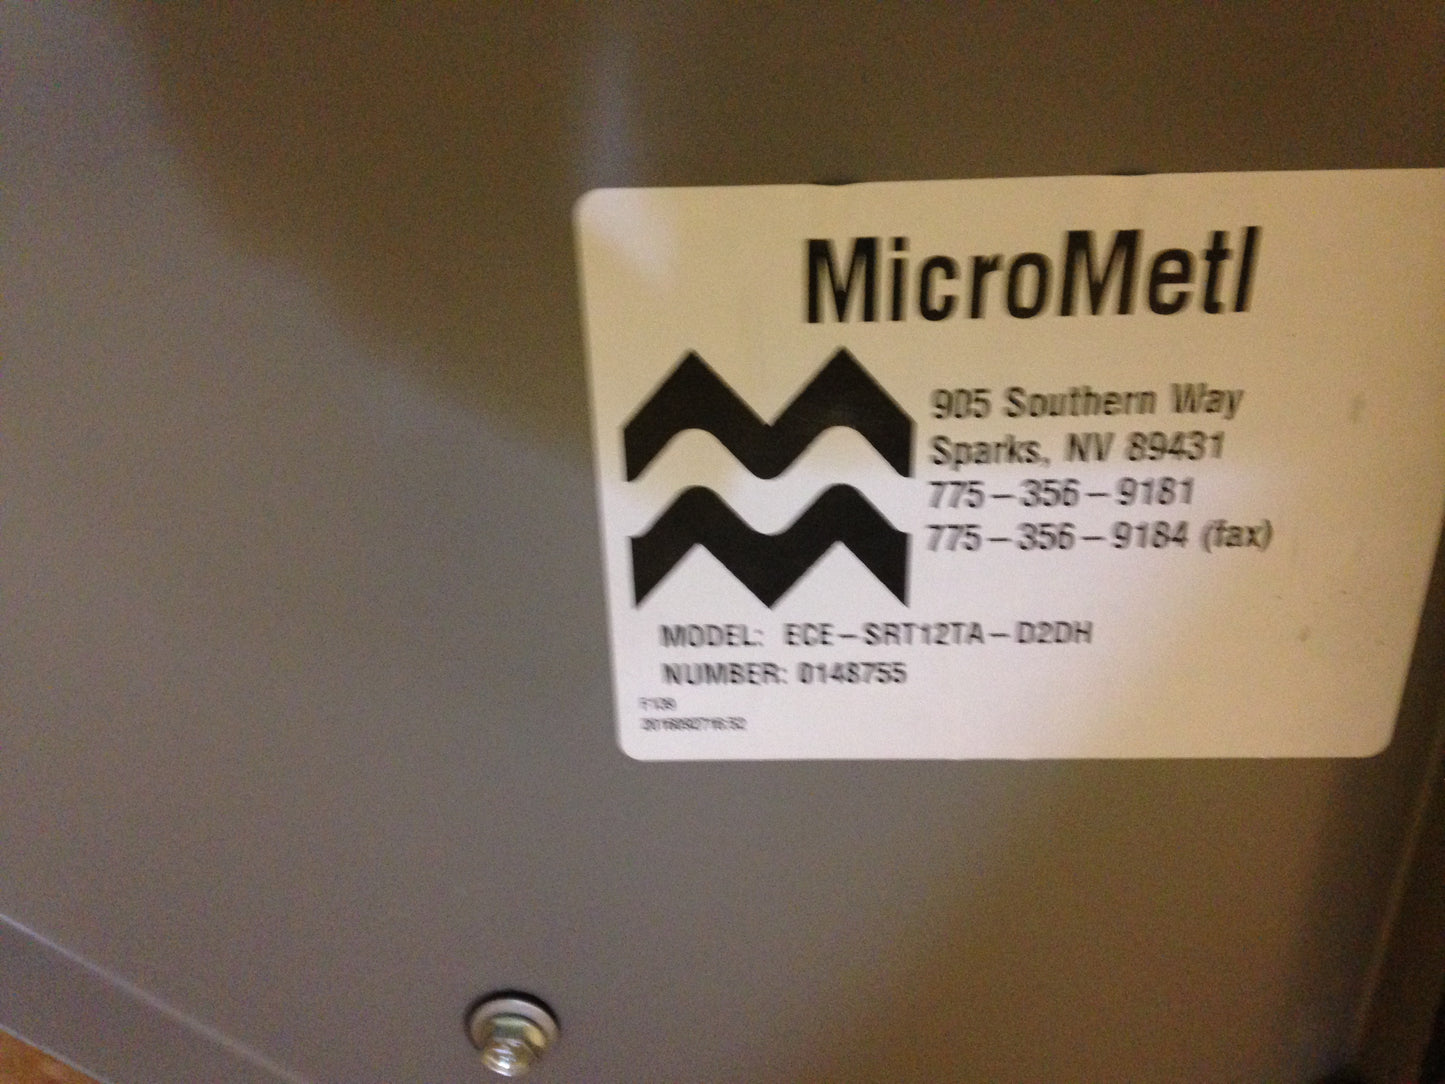 MicroMetl
905 Southern Way
Sparks, NV 89431
775-356-9181
775-356-9184 (fax)
MODEL: ECE-SRT12TA-D2DH
NUMBER: 0148755